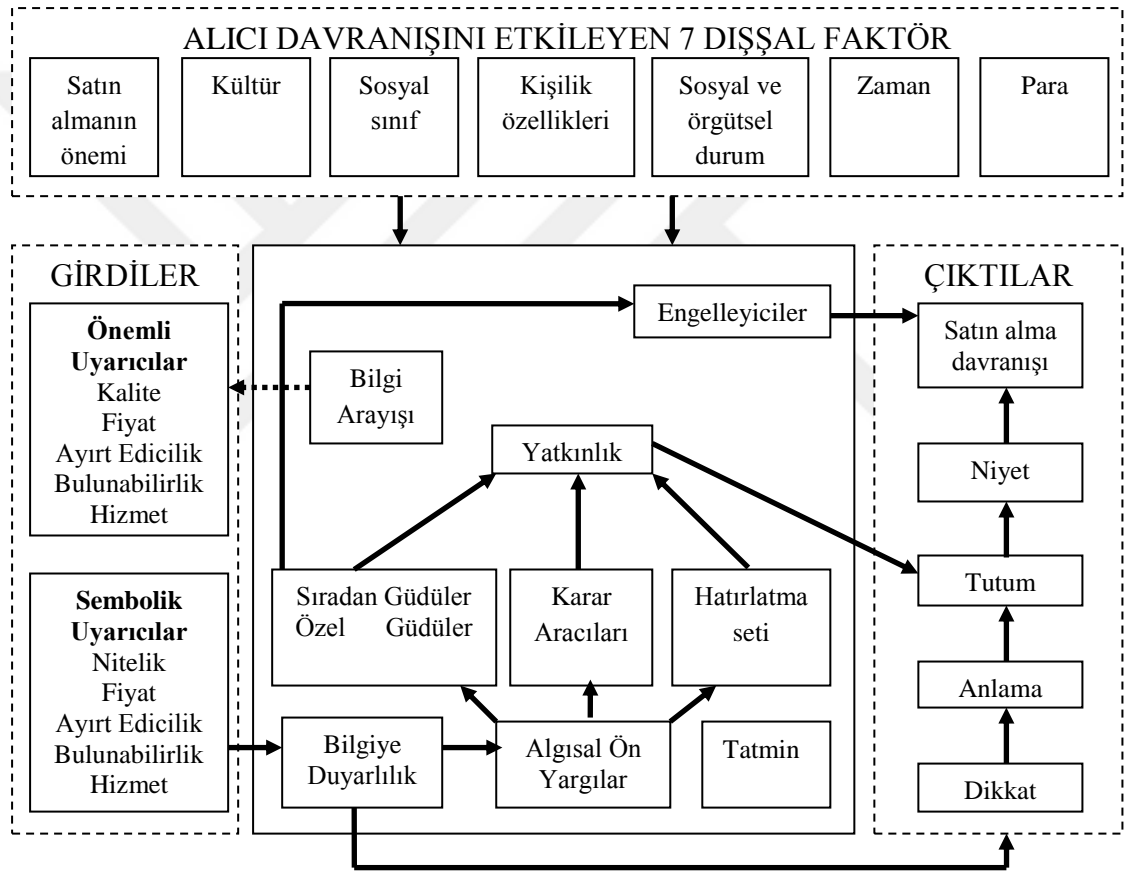 ALICI DAVRANIŞINI ETKİLEYEN 7 DIŞSAL FAKTÖR
Satın
almanın
önemi
Kültür
Sosyal
sınıf
Kişilik
özellikleri
Sosyal ve
örgütsel
durum
Zaman
Para
GİRDİLER
Önemli
Uyarıcılar
Kalite
Fiyat
Ayırt Edicilik
Bulunabilirlik
Hizmet
Sembolik
Uyarıcılar
Nitelik
Fiyat
Ayırt Edicilik
Bulunabilirlik
Hizmet
Engelleyiciler
Bilgi
Arayışı
Yatkınlık
Sıradan Güdüler
Özel Güdüler
Karar
Aracıları
Hatırlatma
seti
Bilgiye
Duyarlılık
Algısal Ön
Yargılar
Tatmin
ÇIKTILAR
Satın alma
davranışı
Niyet
Tutum
Anlama
Dikkat